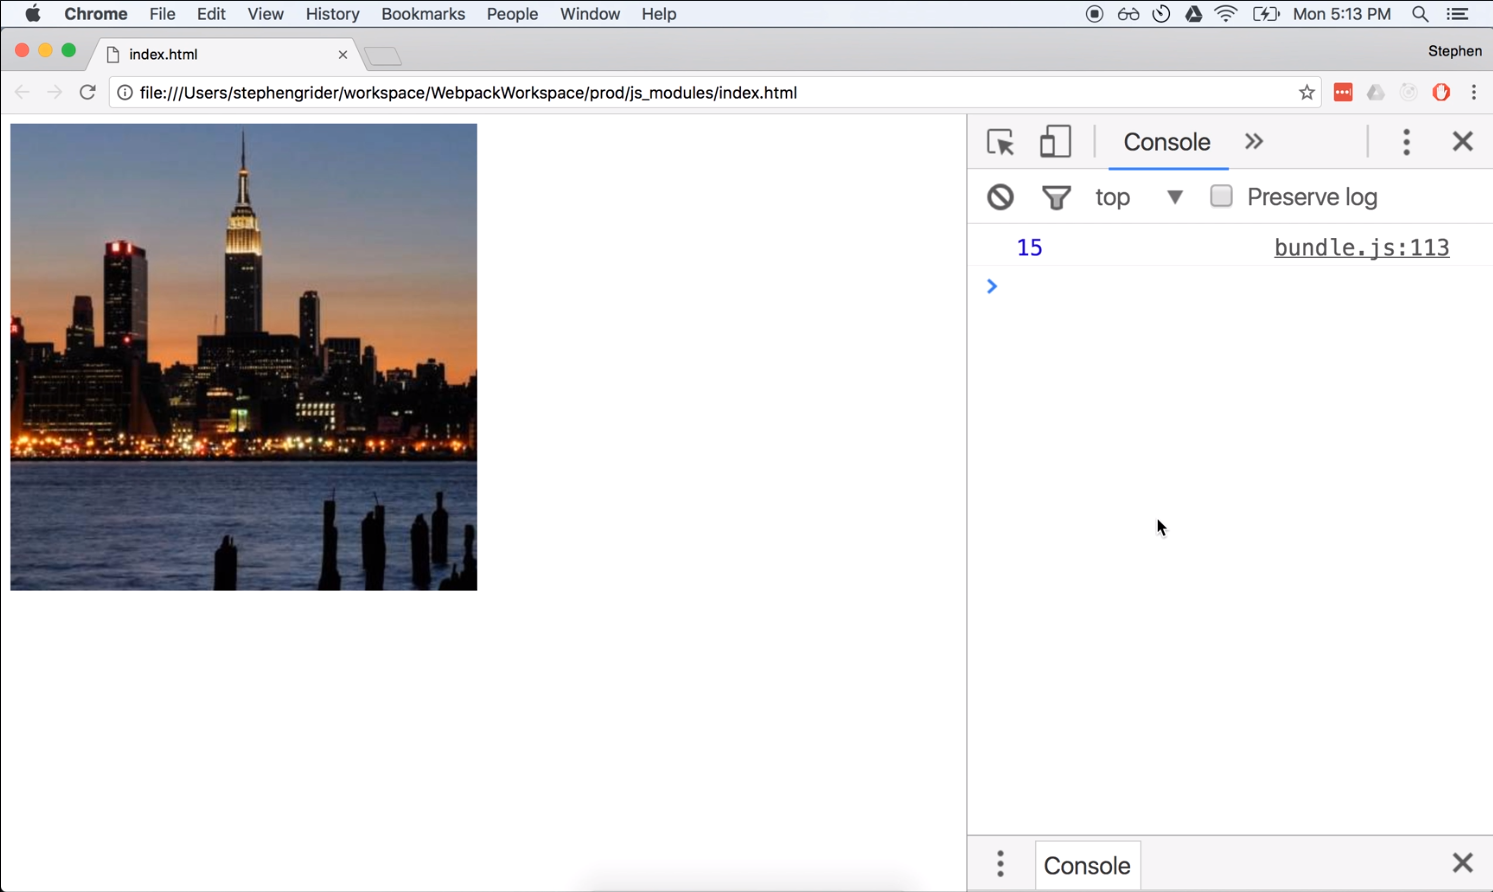 Chrome File Edit View History Bookmarks People Window Help Mon 5:13 PM
index.html Stephen
file:///Users/stephengrider/workspace/WebpackWorkspace/prod/js_modules/index.html
Console
top Preserve log
15 bundle.js:113
Console